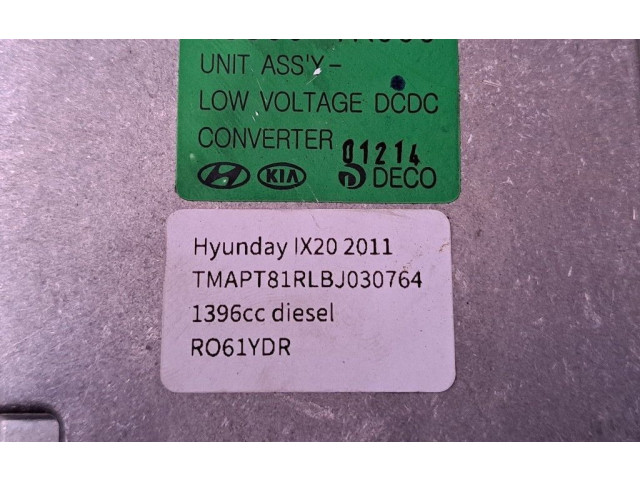 UNIT ASS'Y-
LOW VOLTAGE DCDC
CONVERTER 01214
KIA DECO
Hyunday IX20 2011
TMAPT81RLBJ030764
1396cc diesel
RO61YDR